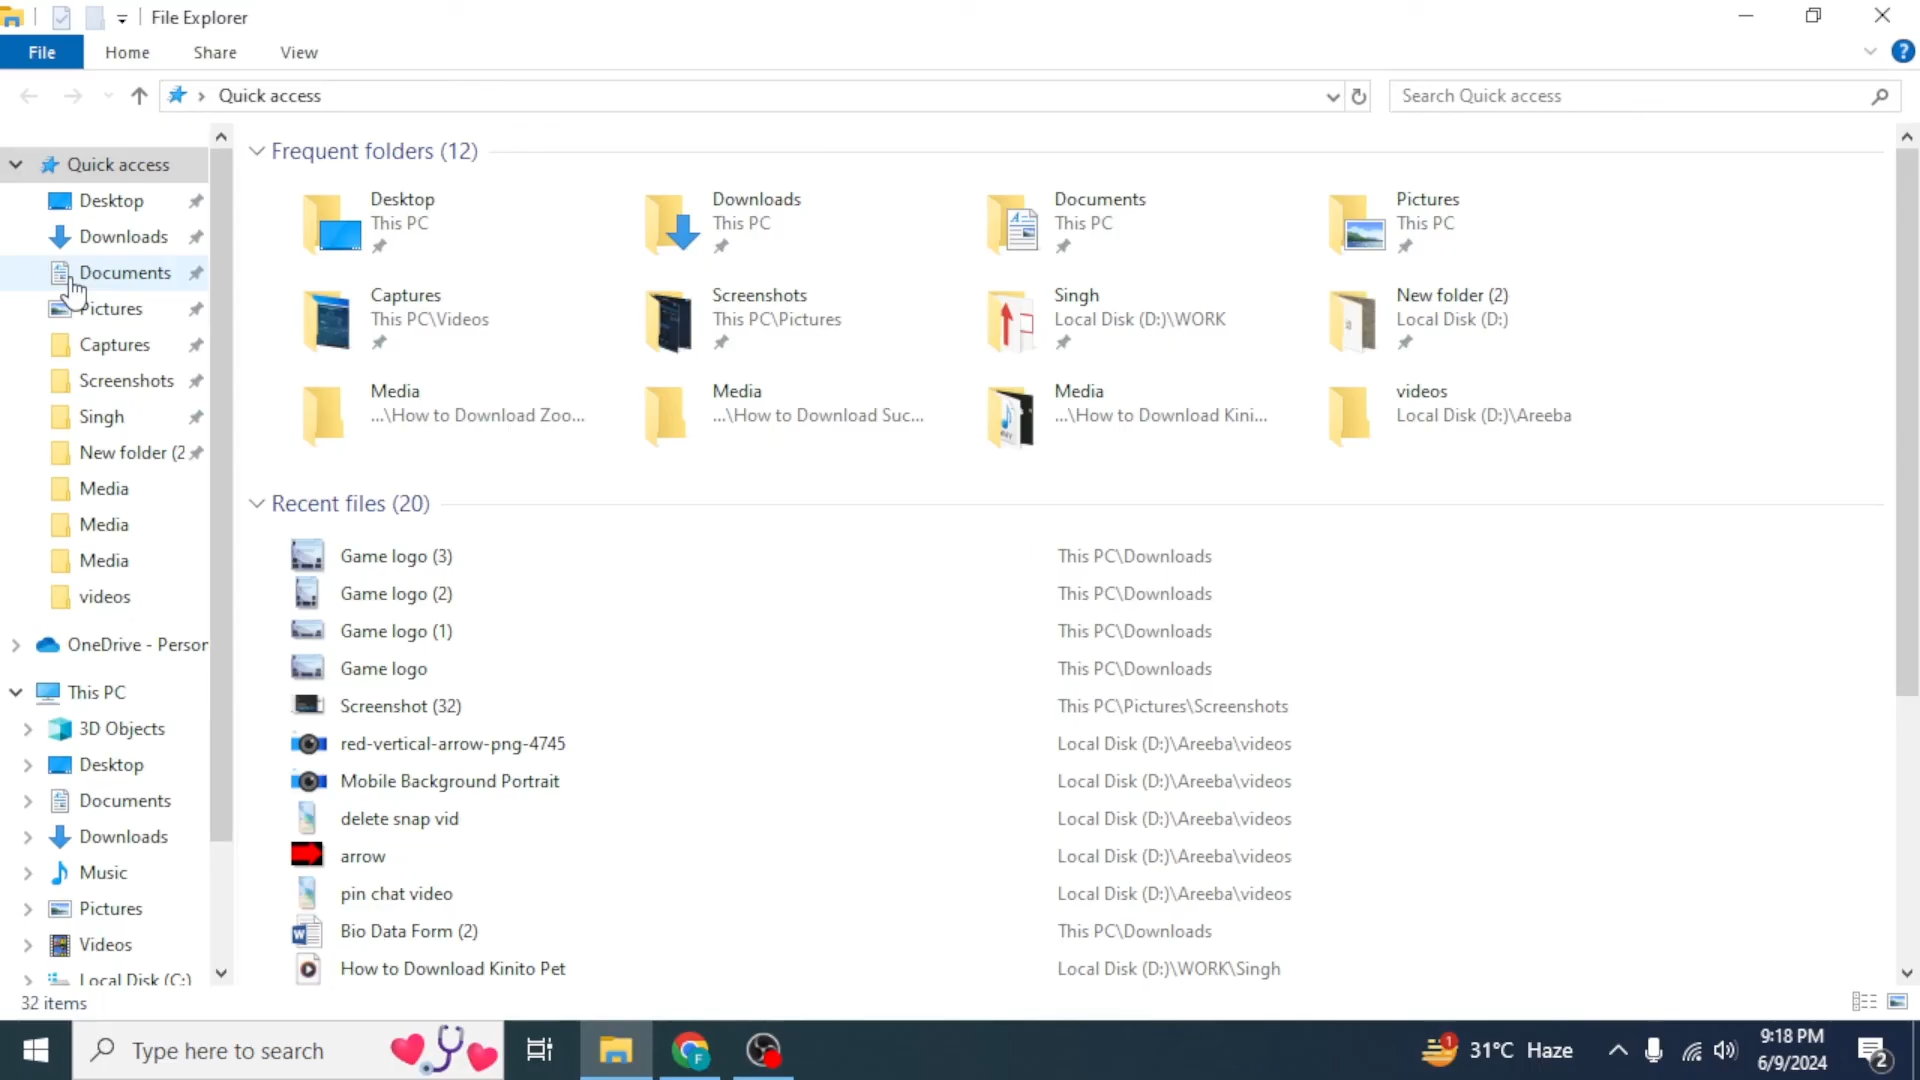 File Explorer
File Home Share View
Quick access
Search Quick access
Quick access
Desktop
Downloads
Documents
Pictures
Captures
Screenshots
Singh
New folder (2
Media
Media
Media
videos
OneDrive - Person
This PC
3D Objects
Desktop
Documents
Downloads
Music
Pictures
Videos
Local Disk (C:)
Frequent folders (12)
Desktop
This PC
Downloads
This PC
Documents
This PC
Pictures
This PC
Captures
This PC\Videos
Screenshots
This PC\Pictures
Singh
Local Disk (D:)\WORK
New folder (2)
Local Disk (D:)
Media
...\How to Download Zoo...
Media
...\How to Download Suc...
Media
...\How to Download Kini...
videos
Local Disk (D:)\Areeba
Recent files (20)
Game logo (3) This PC\Downloads
Game logo (2) This PC\Downloads
Game logo (1) This PC\Downloads
Game logo This PC\Downloads
Screenshot (32) This PC\Pictures\Screenshots
red-vertical-arrow-png-4745 Local Disk (D:)\Areeba\videos
Mobile Background Portrait Local Disk (D:)\Areeba\videos
delete snap vid Local Disk (D:)\Areeba\videos
arrow Local Disk (D:)\Areeba\videos
pin chat video Local Disk (D:)\Areeba\videos
Bio Data Form (2) This PC\Downloads
How to Download Kinito Pet Local Disk (D:)\WORK\Singh
32 items
Type here to search
1
31°C Haze
9:18 PM
6/9/2024
2